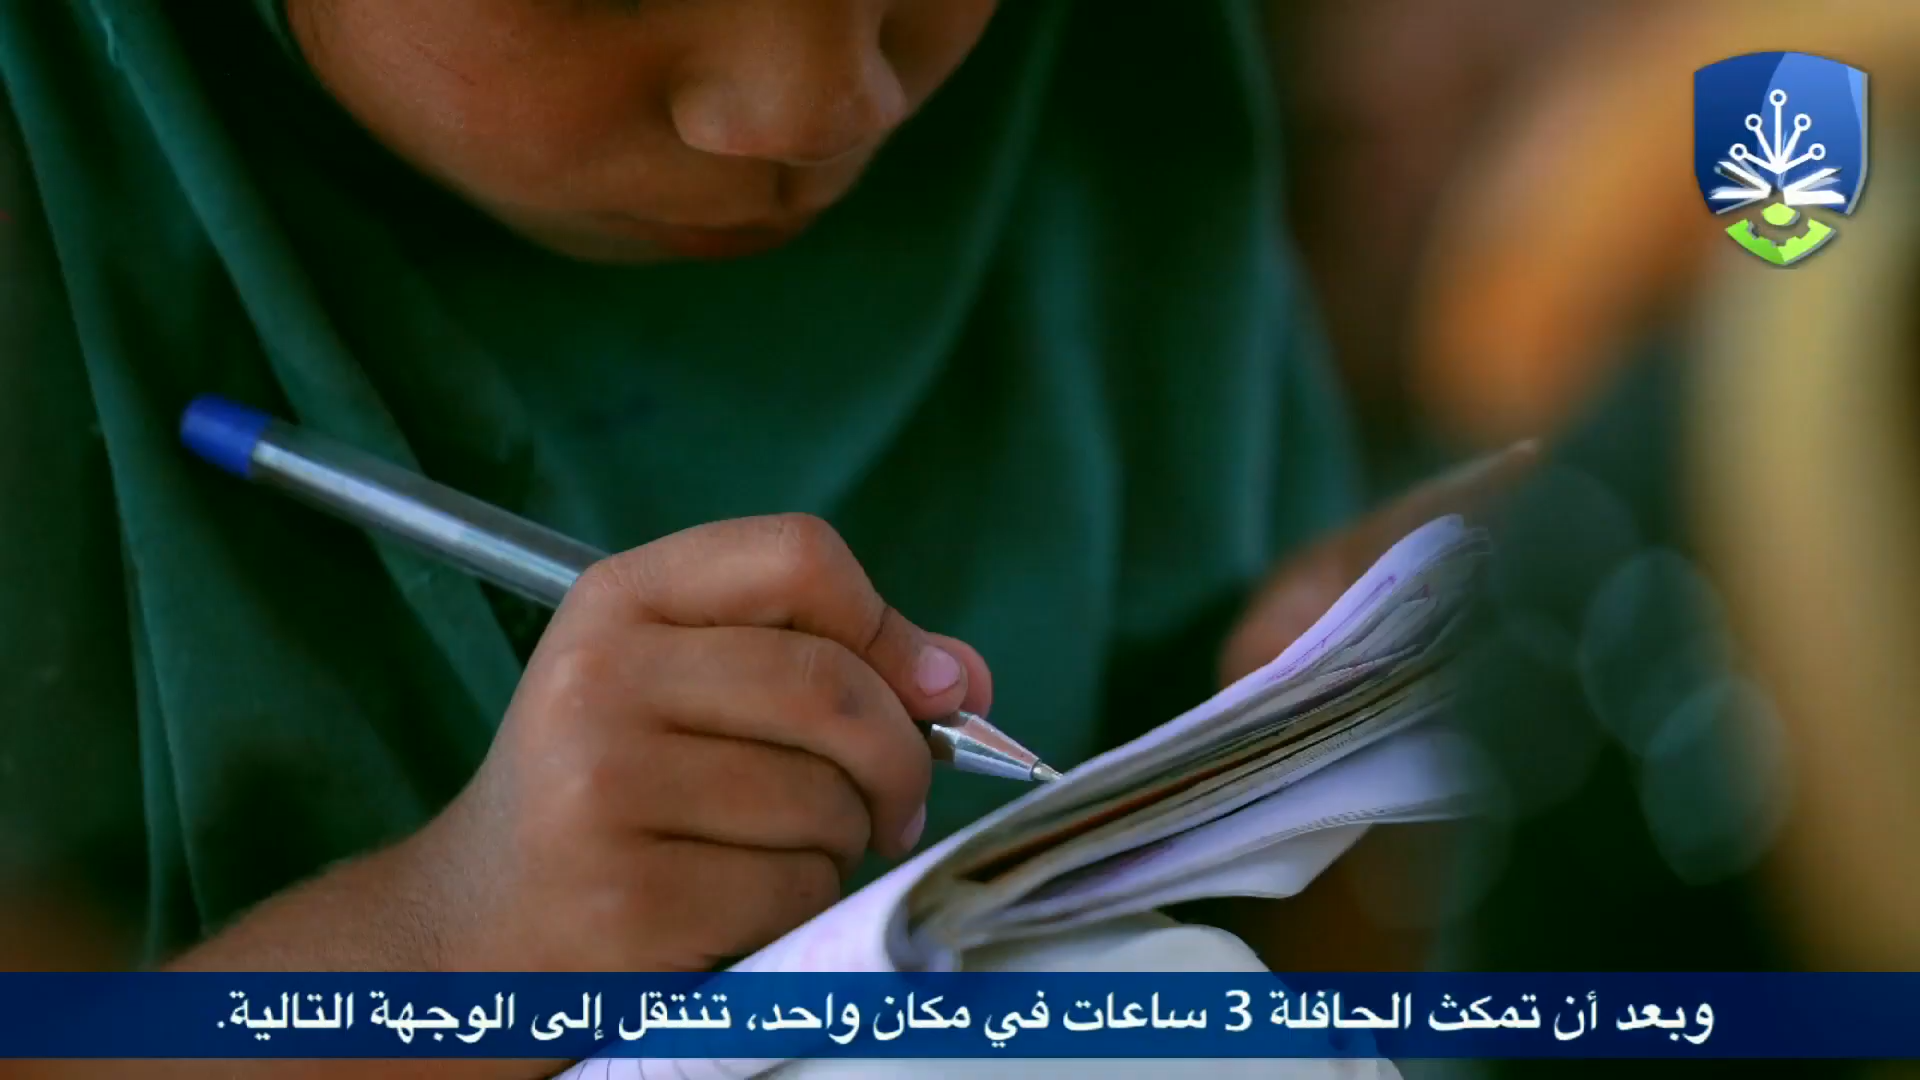 وبعد أن تمكث الحافلة 3 ساعات في مكان واحد، تنتقل إلى الوجهة التالية.